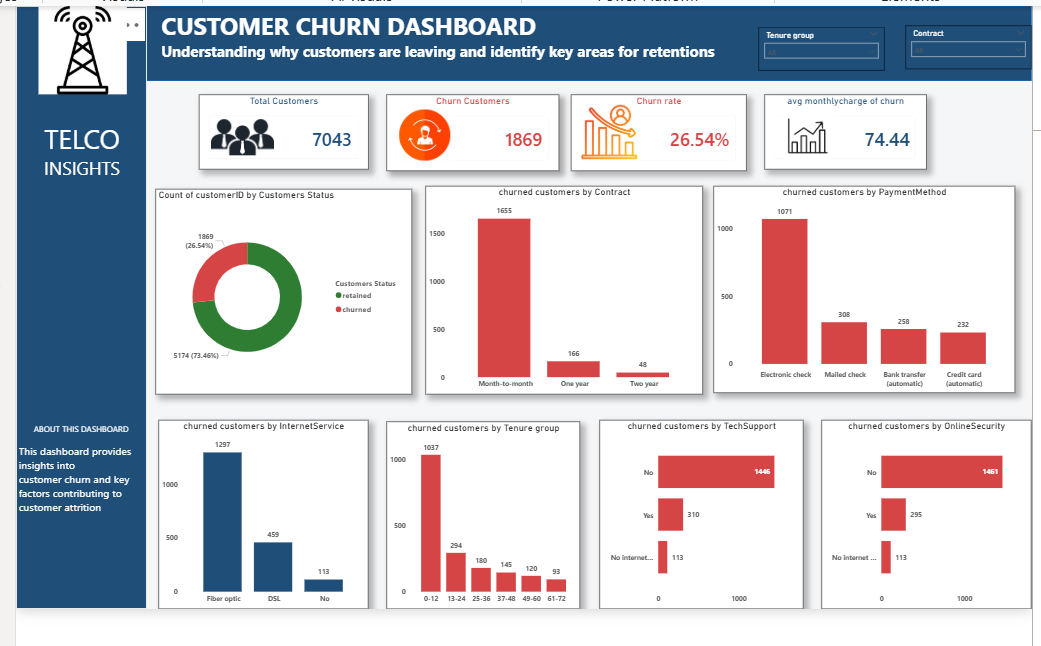 CUSTOMER CHURN DASHBOARD
Understanding why customers are leaving and identify key areas for retentions
Tenure group
All
Contract
All
TELCO
INSIGHTS
Total Customers
7043
Churn Customers
1869
Churn rate
26.54%
avg monthlycharge of churn
74.44
Count of customerID by Customers Status
1869
(26.54%)
5174 (73.46%)
Customers Status
retained
churned
churned customers by Contract
1500
1000
500
0
1655
166
48
Month-to-month
One year
Two year
churned customers by PaymentMethod
1000
500
0
1071
308
258
232
Electronic check
Mailed check
Bank transfer
(automatic)
Credit card
(automatic)
ABOUT THIS DASHBOARD
This dashboard provides
insights into
customer churn and key
factors contributing to
customer attrition
churned customers by InternetService
1000
500
0
1297
459
113
Fiber optic
DSL
No
churned customers by Tenure group
1000
500
0
1037
294
180
145
120
93
0-12
13-24
25-36
37-48
49-60
61-72
churned customers by TechSupport
No
1446
Yes
310
No internet...
113
0
1000
churned customers by OnlineSecurity
No
1461
Yes
295
No internet ...
113
0
1000